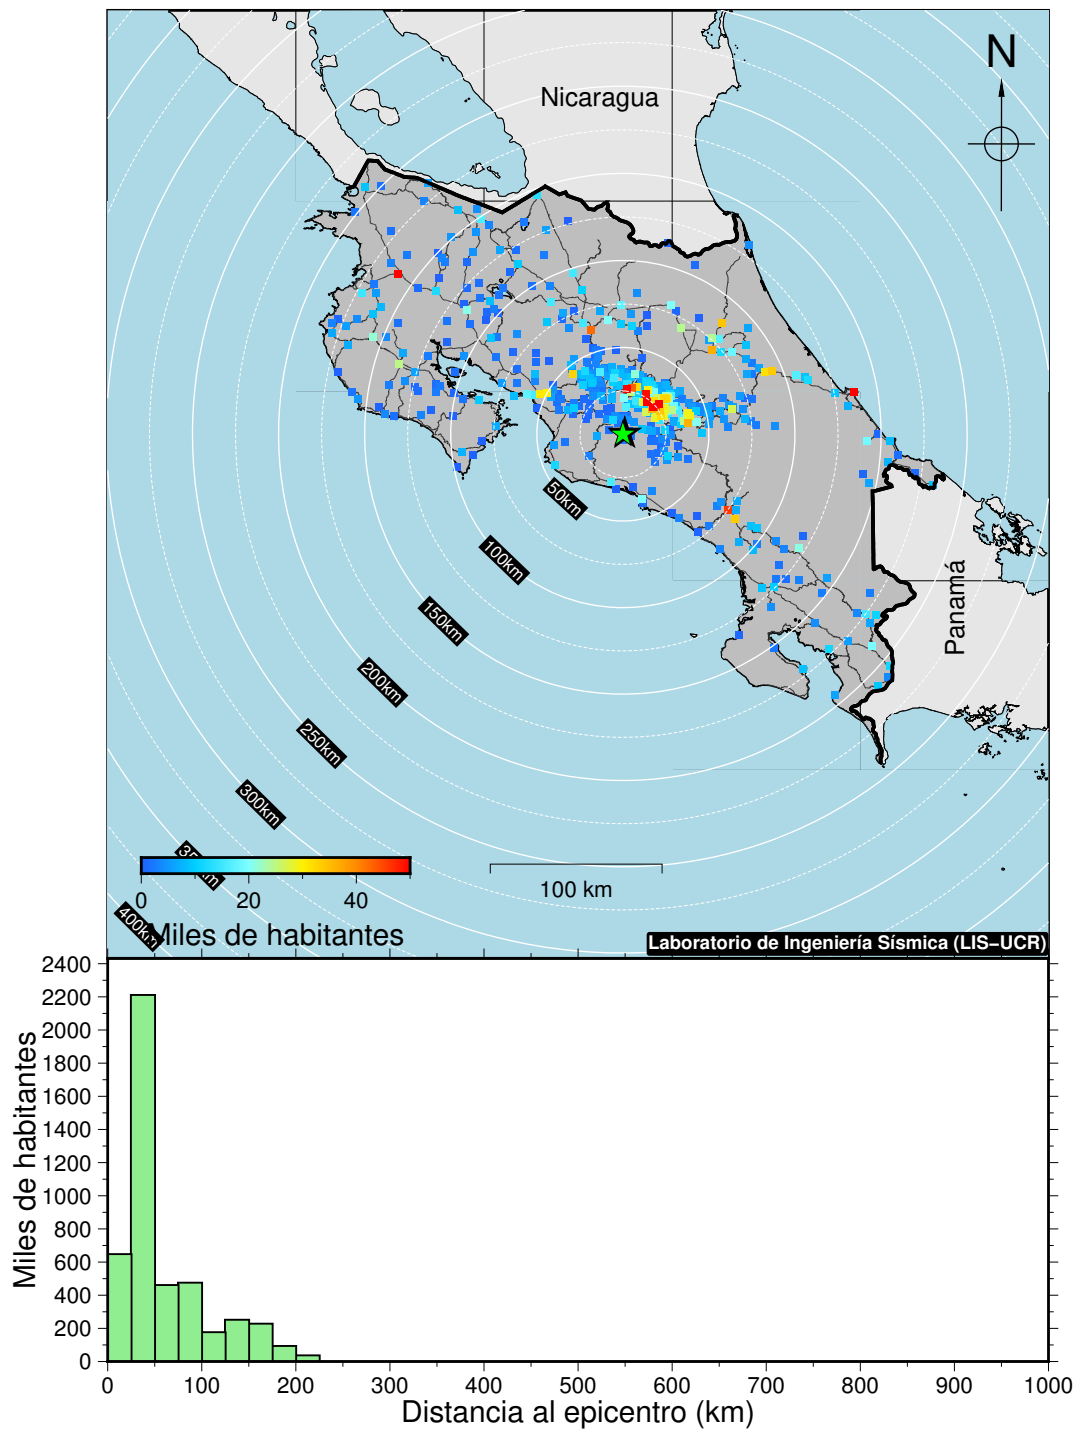 N
Nicaragua
Panamá
50km
100km
150km
200km
250km
300km
400km
0 20 40
Miles de habitantes
100 km
Laboratorio de Ingeniería Sísmica (LIS–UCR)
2400
2200
2000
1800
1600
1400
1200
1000
800
600
400
200
0
Miles de habitantes
0 100 200 300 400 500 600 700 800 900 1000
Distancia al epicentro (km)